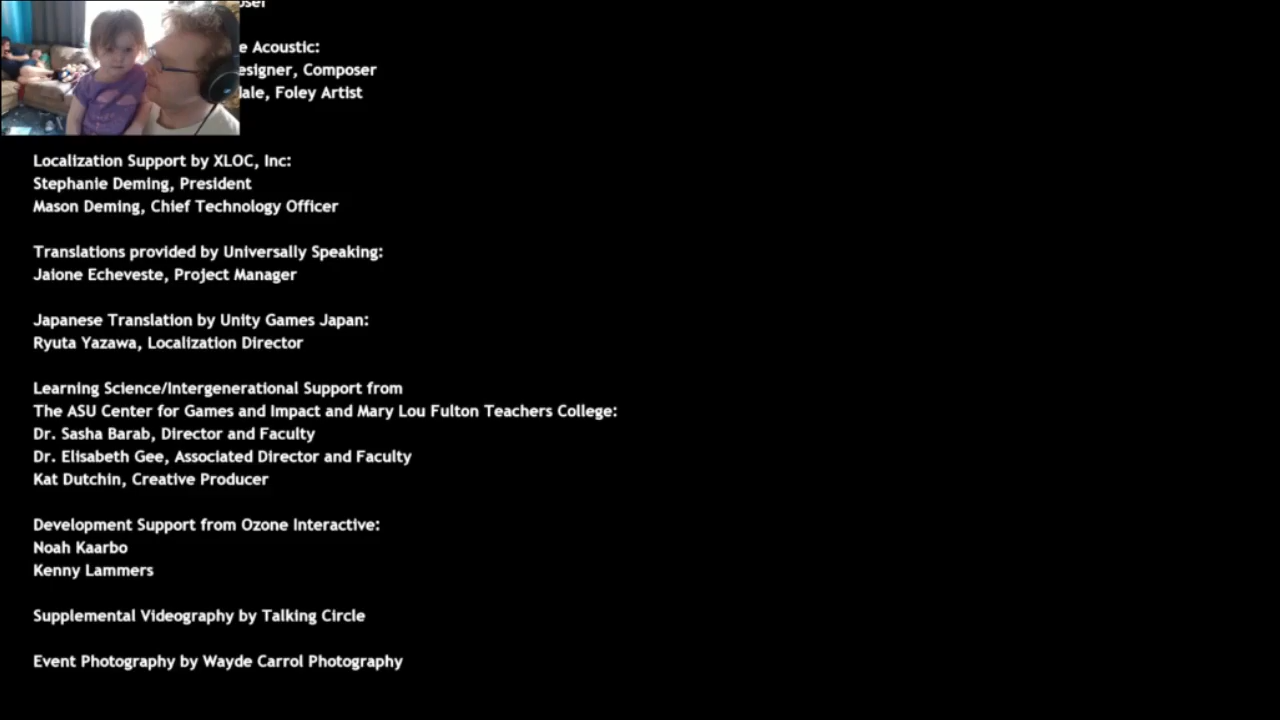 Acoustic:
Composer
Foley Artist
Localization Support by XLOC, Inc:
Stephanie Deming, President
Mason Deming, Chief Technology Officer
Translations provided by Universally Speaking:
Jaione Echeveste, Project Manager
Japanese Translation by Unity Games Japan:
Ryuta Yazawa, Localization Director
Learning Science/Intergenerational Support from
The ASU Center for Games and Impact and Mary Lou Fulton Teachers College:
Dr. Sasha Barab, Director and Faculty
Dr. Elisabeth Gee, Associated Director and Faculty
Kat Dutchin, Creative Producer
Development Support from Ozone Interactive:
Noah Kaarbo
Kenny Lammers
Supplemental Videography by Talking Circle
Event Photography by Wayde Carrol Photography